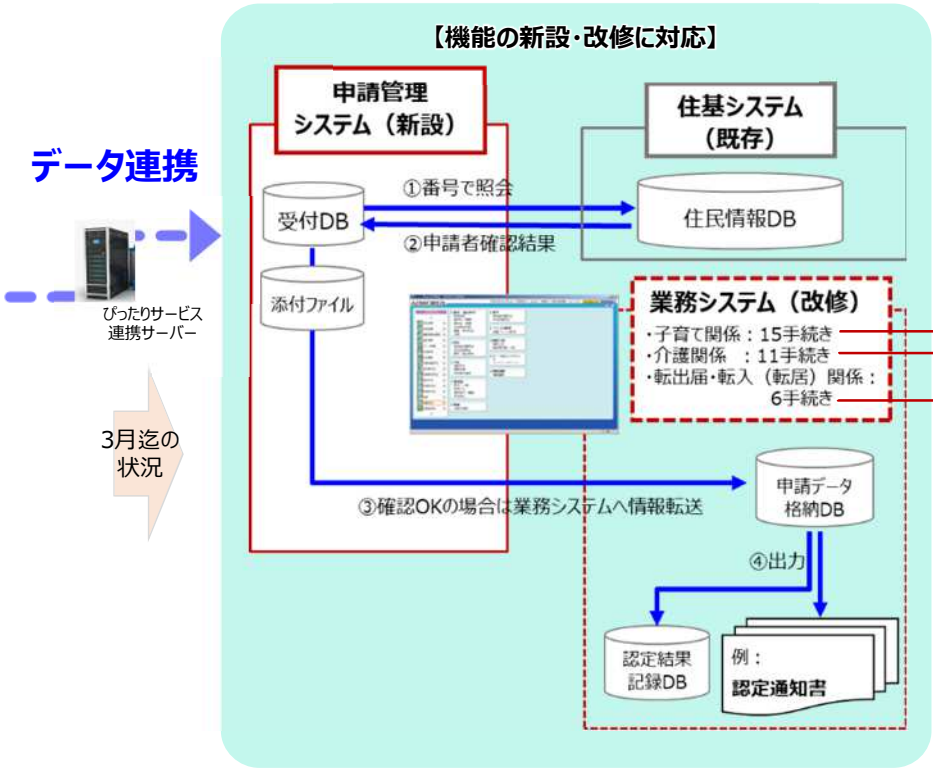 【機能の新設・改修に対応】
申請管理
システム（新設）
住基システム
（既存）
データ連携
①番号で照会
受付DB
住民情報DB
②申請者確認結果
添付ファイル
ぴったりサービス
連携サーバー
業務システム（改修）
・子育て関係：15手続き
・介護関係 ：11手続き
・転出届・転入（転居）関係：
6手続き
3月迄の
状況
③確認OKの場合は業務システムへ情報転送
申請データ
格納DB
④出力
認定結果
記録DB
例：
認定通知書